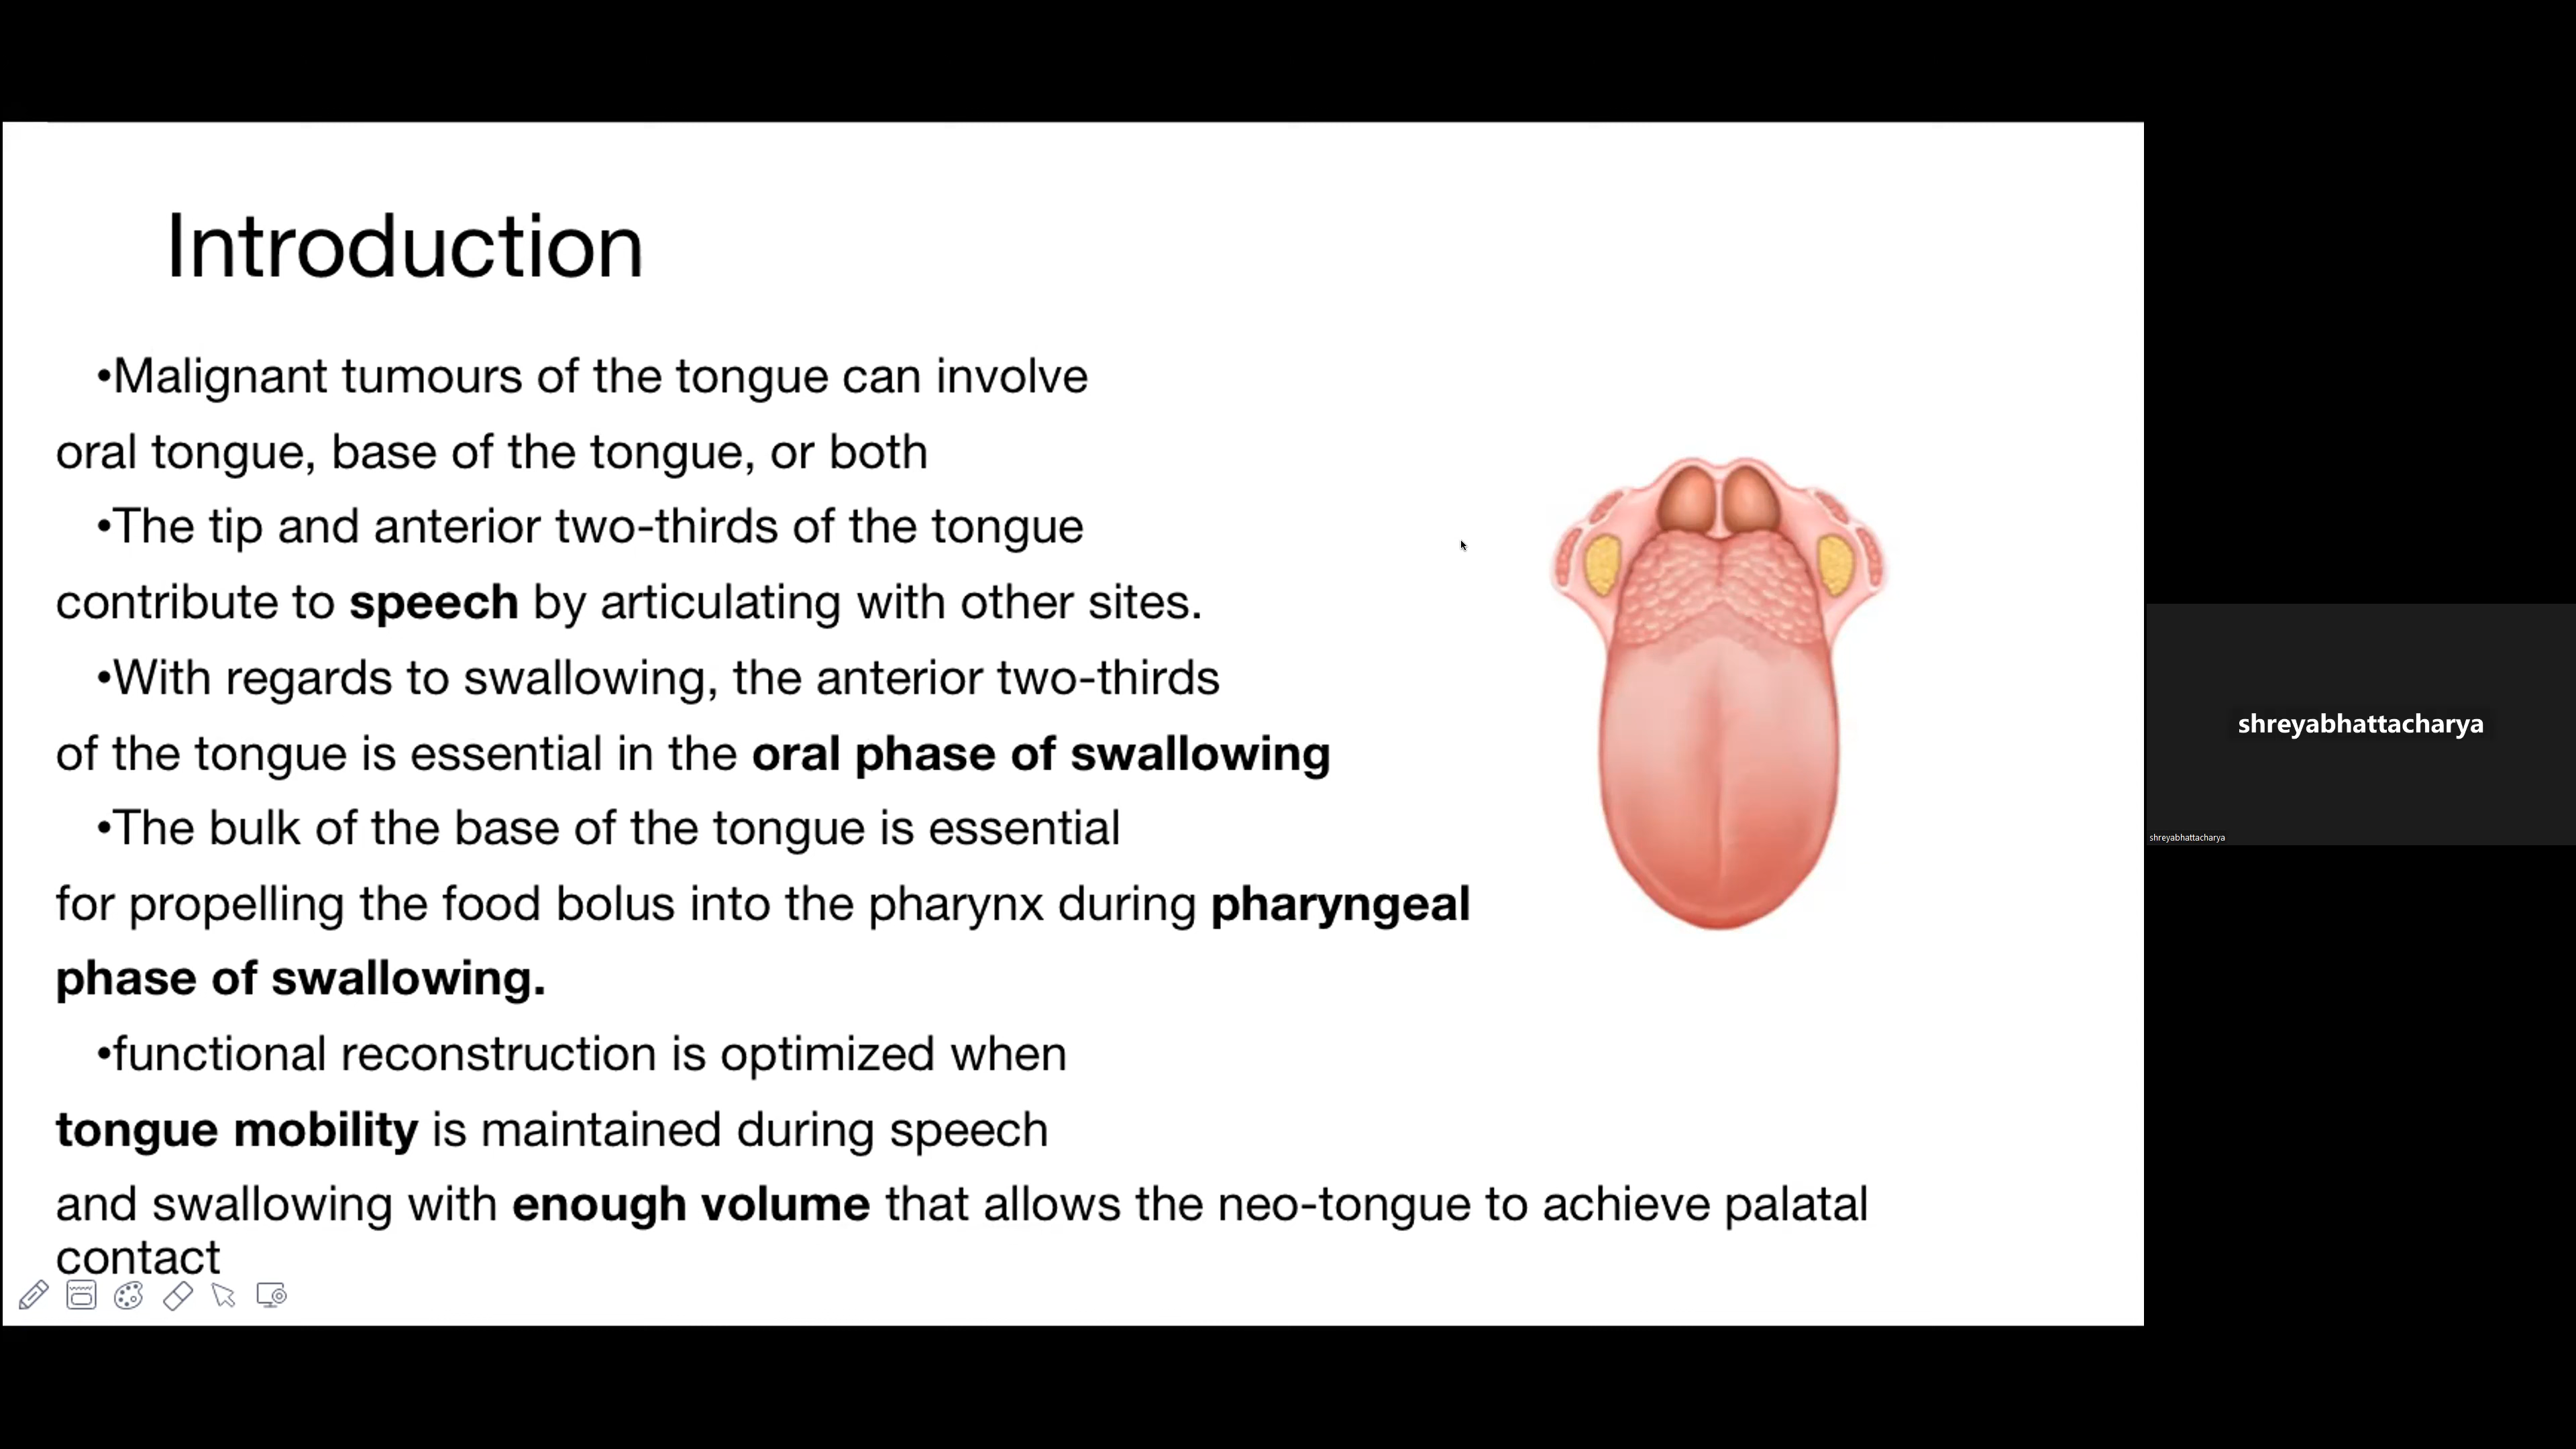 Introduction
•Malignant tumours of the tongue can involve
oral tongue, base of the tongue, or both
•The tip and anterior two-thirds of the tongue
contribute to speech by articulating with other sites.
•With regards to swallowing, the anterior two-thirds
of the tongue is essential in the oral phase of swallowing
•The bulk of the base of the tongue is essential
for propelling the food bolus into the pharynx during pharyngeal
phase of swallowing.
•functional reconstruction is optimized when
tongue mobility is maintained during speech
and swallowing with enough volume that allows the neo-tongue to achieve palatal
contact
shreyabhattacharya
shreyabhattacharya